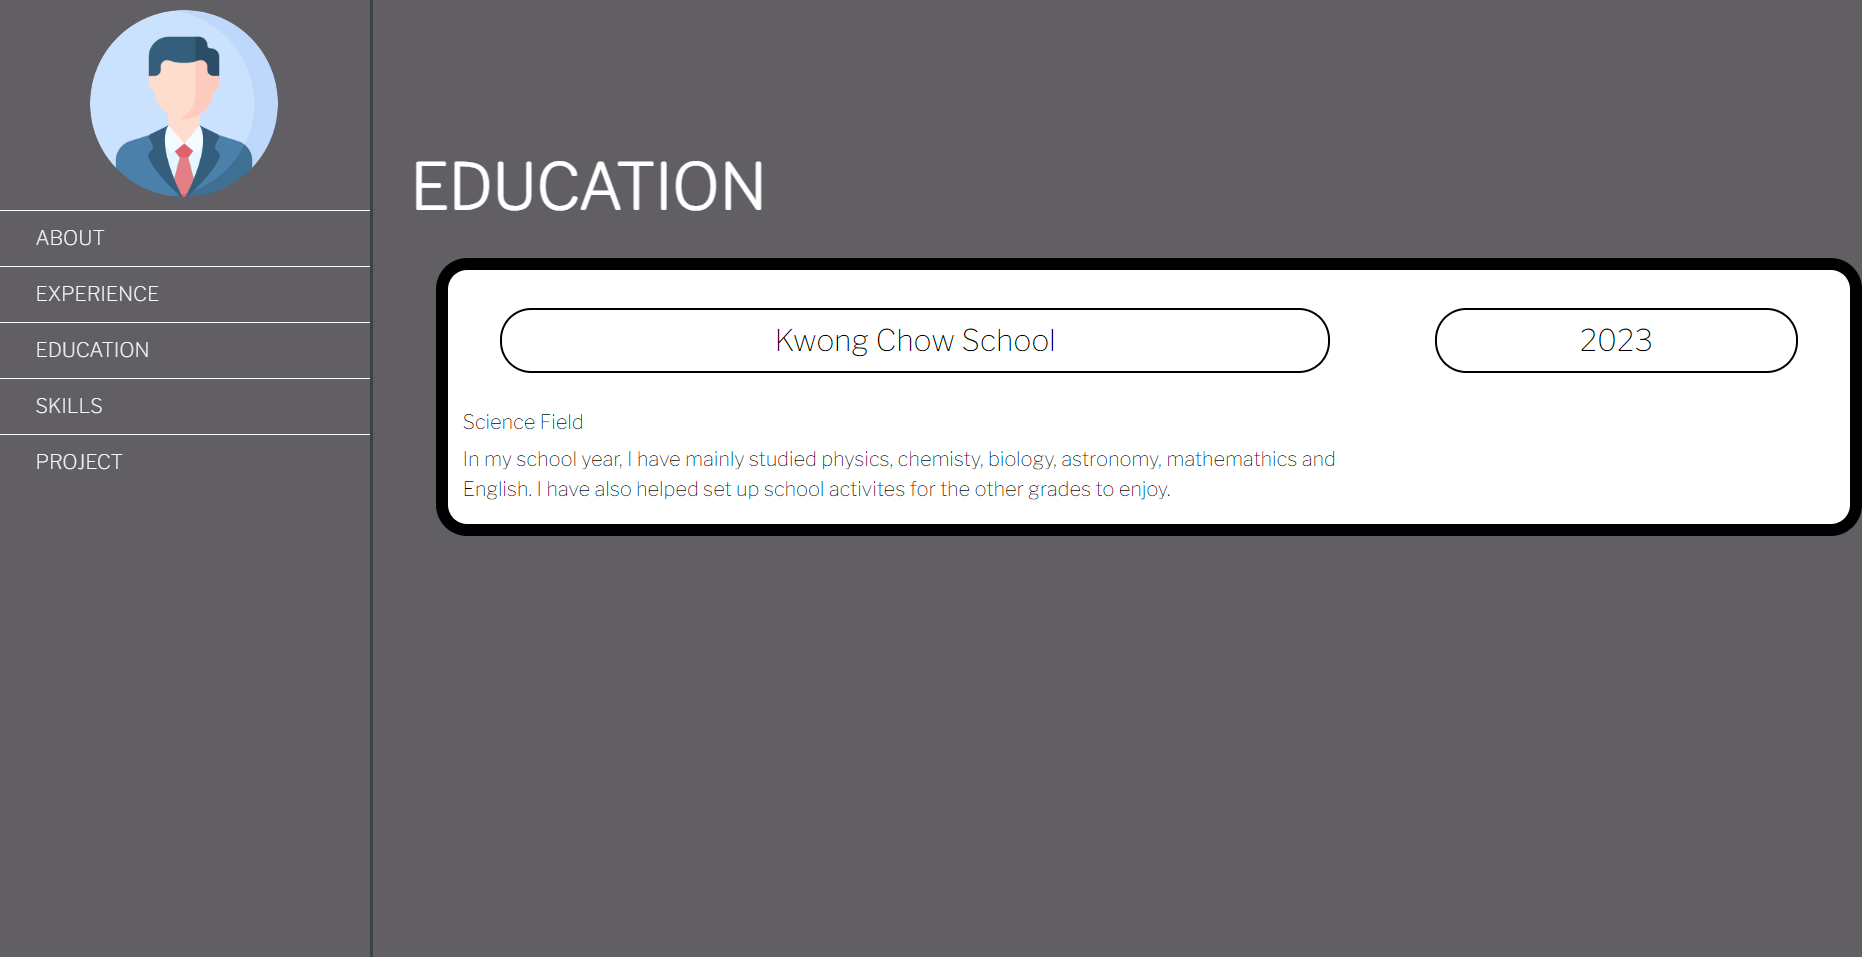 ABOUT
EXPERIENCE
EDUCATION
SKILLS
PROJECT
EDUCATION
Kwong Chow School
2023
Science Field
In my school year, I have mainly studied physics, chemisty, biology, astronomy, mathemathics and
English. I have also helped set up school activites for the other grades to enjoy.